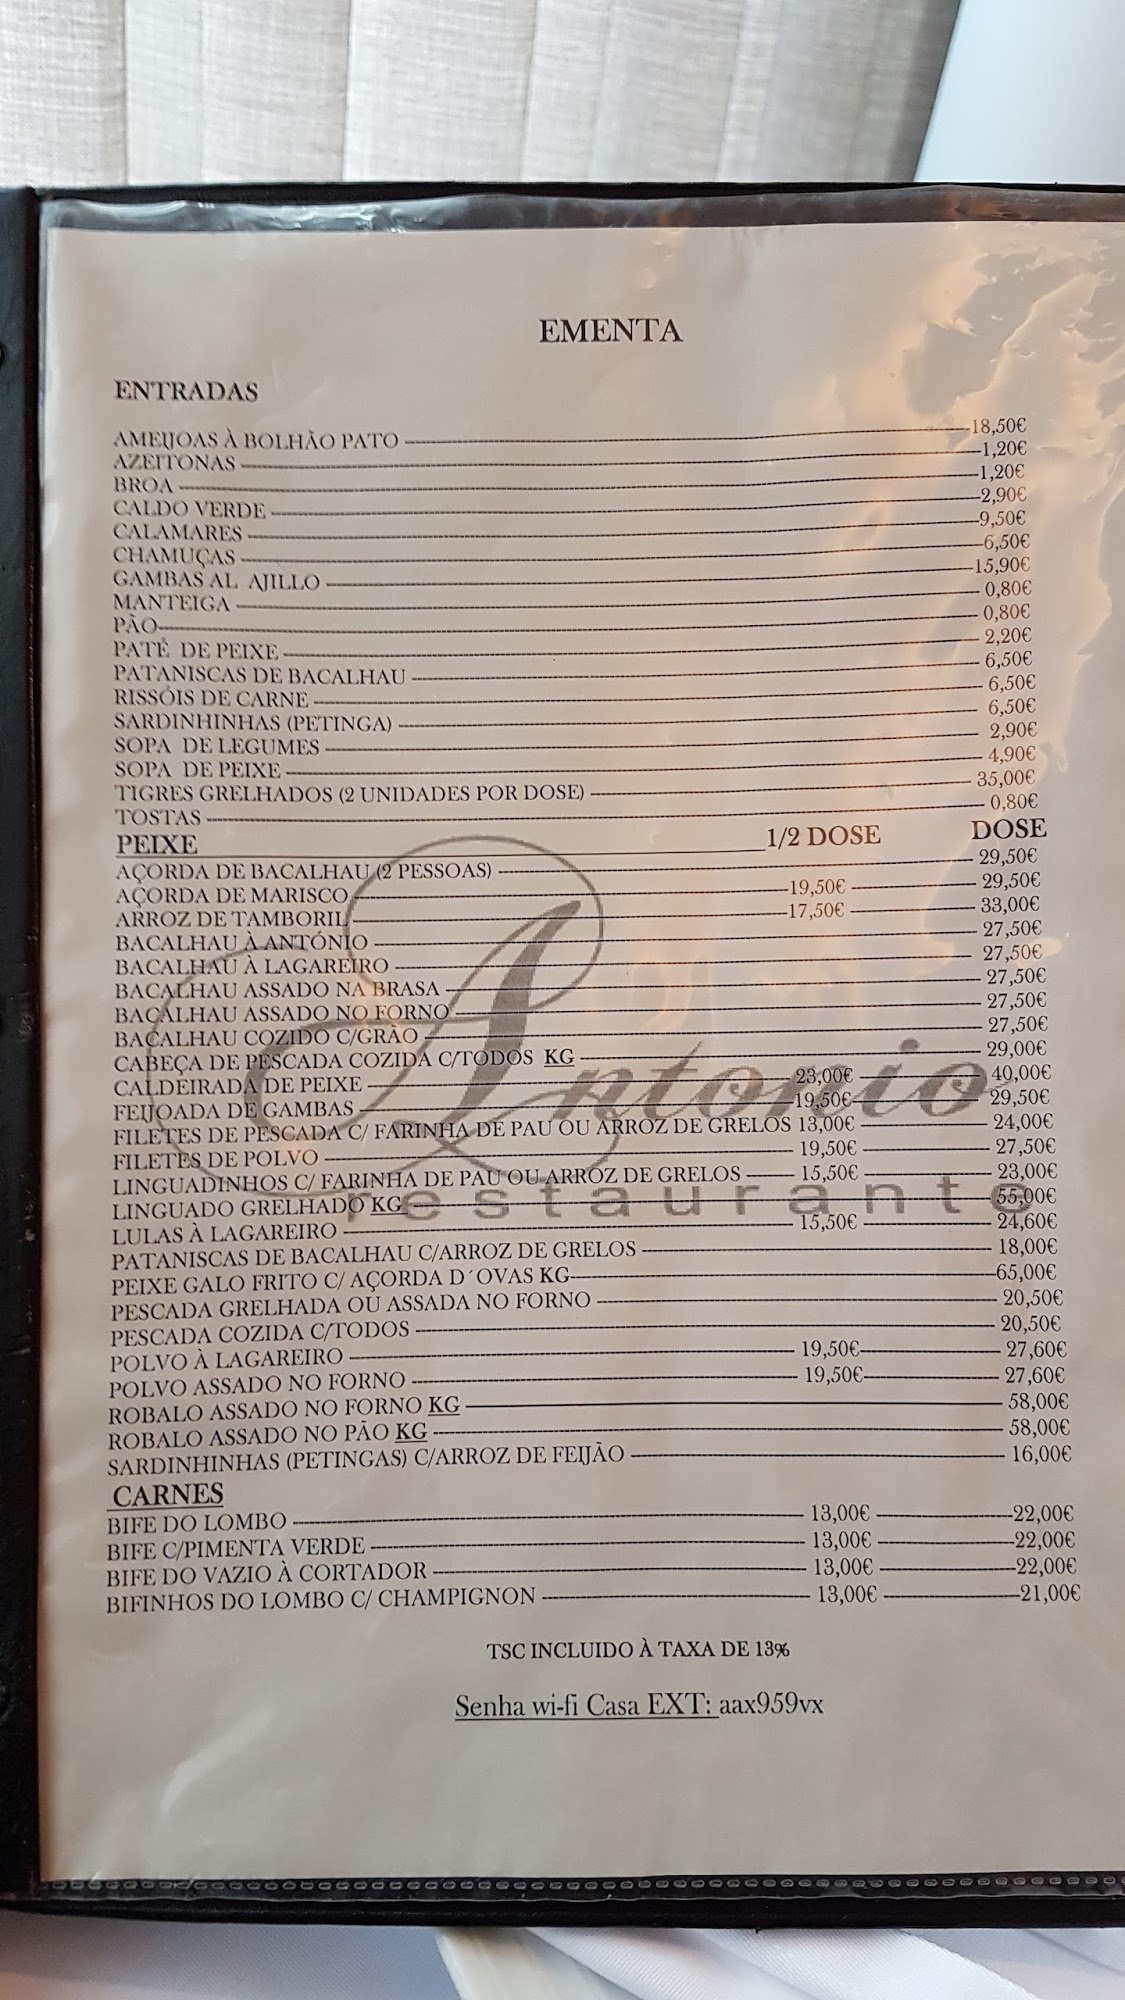 EMENTA
ENTRADAS
AMEIJOAS À BOLHÃO PATO 18,50€
AZEITONAS 1,20€
BROA 1,20€
CALDO VERDE 2,90€
CALAMARES 9,50€
CHAMUÇAS 6,50€
GAMBAS AL AJILLO 15,90€
MANTEIGA 0,80€
PÃO 0,80€
PATÊ DE PEIXE 2,20€
PATANISCAS DE BACALHAU 6,50€
RISSÓIS DE CARNE 6,50€
SARDINHINHAS (PETINGA) 6,50€
SOPA DE LEGUMES 2,90€
SOPA DE PEIXE 4,90€
TIGRES GRELHADOS (2 UNIDADES POR DOSE) 35,00€
TOSTAS 0,80€
PEIXE 1/2 DOSE DOSE
AÇORDA DE BACALHAU (2 PESSOAS) 29,50€
AÇORDA DE MARISCO 19,50€ 29,50€
ARROZ DE TAMBORIL 17,50€ 33,00€
BACALHAU À ANTÓNIO 27,50€
BACALHAU À LAGAREIRO 27,50€
BACALHAU ASSADO NA BRASA 27,50€
BACALHAU ASSADO NO FORNO 27,50€
BACALHAU COZIDO C/GRÃO 27,50€
CABEÇA DE PESCADA COZIDA C/TODOS KG 29,00€
CALDEIRADA DE PEIXE 23,00€ 40,00€
FEIJOADA DE GAMBAS 19,50€ 29,50€
FILETES DE PESCADA C/ FARINHA DE PAU OU ARROZ DE GRELOS 13,00€ 24,00€
FILETES DE POLVO 19,50€ 27,50€
LINGUADINHOS C/ FARINHA DE PAU OU ARROZ DE GRELOS 15,50€ 23,00€
LINGUADO GRELHADO KG 55,00€
LULAS À LAGAREIRO 15,50€ 24,60€
PATANISCAS DE BACALHAU C/ARROZ DE GRELOS 18,00€
PEIXE GALO FRITO C/ AÇORDA D´OVAS KG 65,00€
PESCADA GRELHADA OU ASSADA NO FORNO 20,50€
PESCADA COZIDA C/TODOS 20,50€
POLVO À LAGAREIRO 19,50€ 27,60€
POLVO ASSADO NO FORNO 19,50€ 27,60€
ROBALO ASSADO NO FORNO KG 58,00€
ROBALO ASSADO NO PÃO KG 58,00€
SARDINHINHAS (PETINGAS) C/ARROZ DE FEIJÃO 16,00€
Antonio
restaurante
CARNES
BIFE DO LOMBO 13,00€ 22,00€
BIFE C/PIMENTA VERDE 13,00€ 22,00€
BIFE DO VAZIO À CORTADOR 13,00€ 22,00€
BIFINHOS DO LOMBO C/ CHAMPIGNON 13,00€ 21,00€
TSC INCLUIDO À TAXA DE 13%
Senha wi-fi Casa EXT: aax959vx